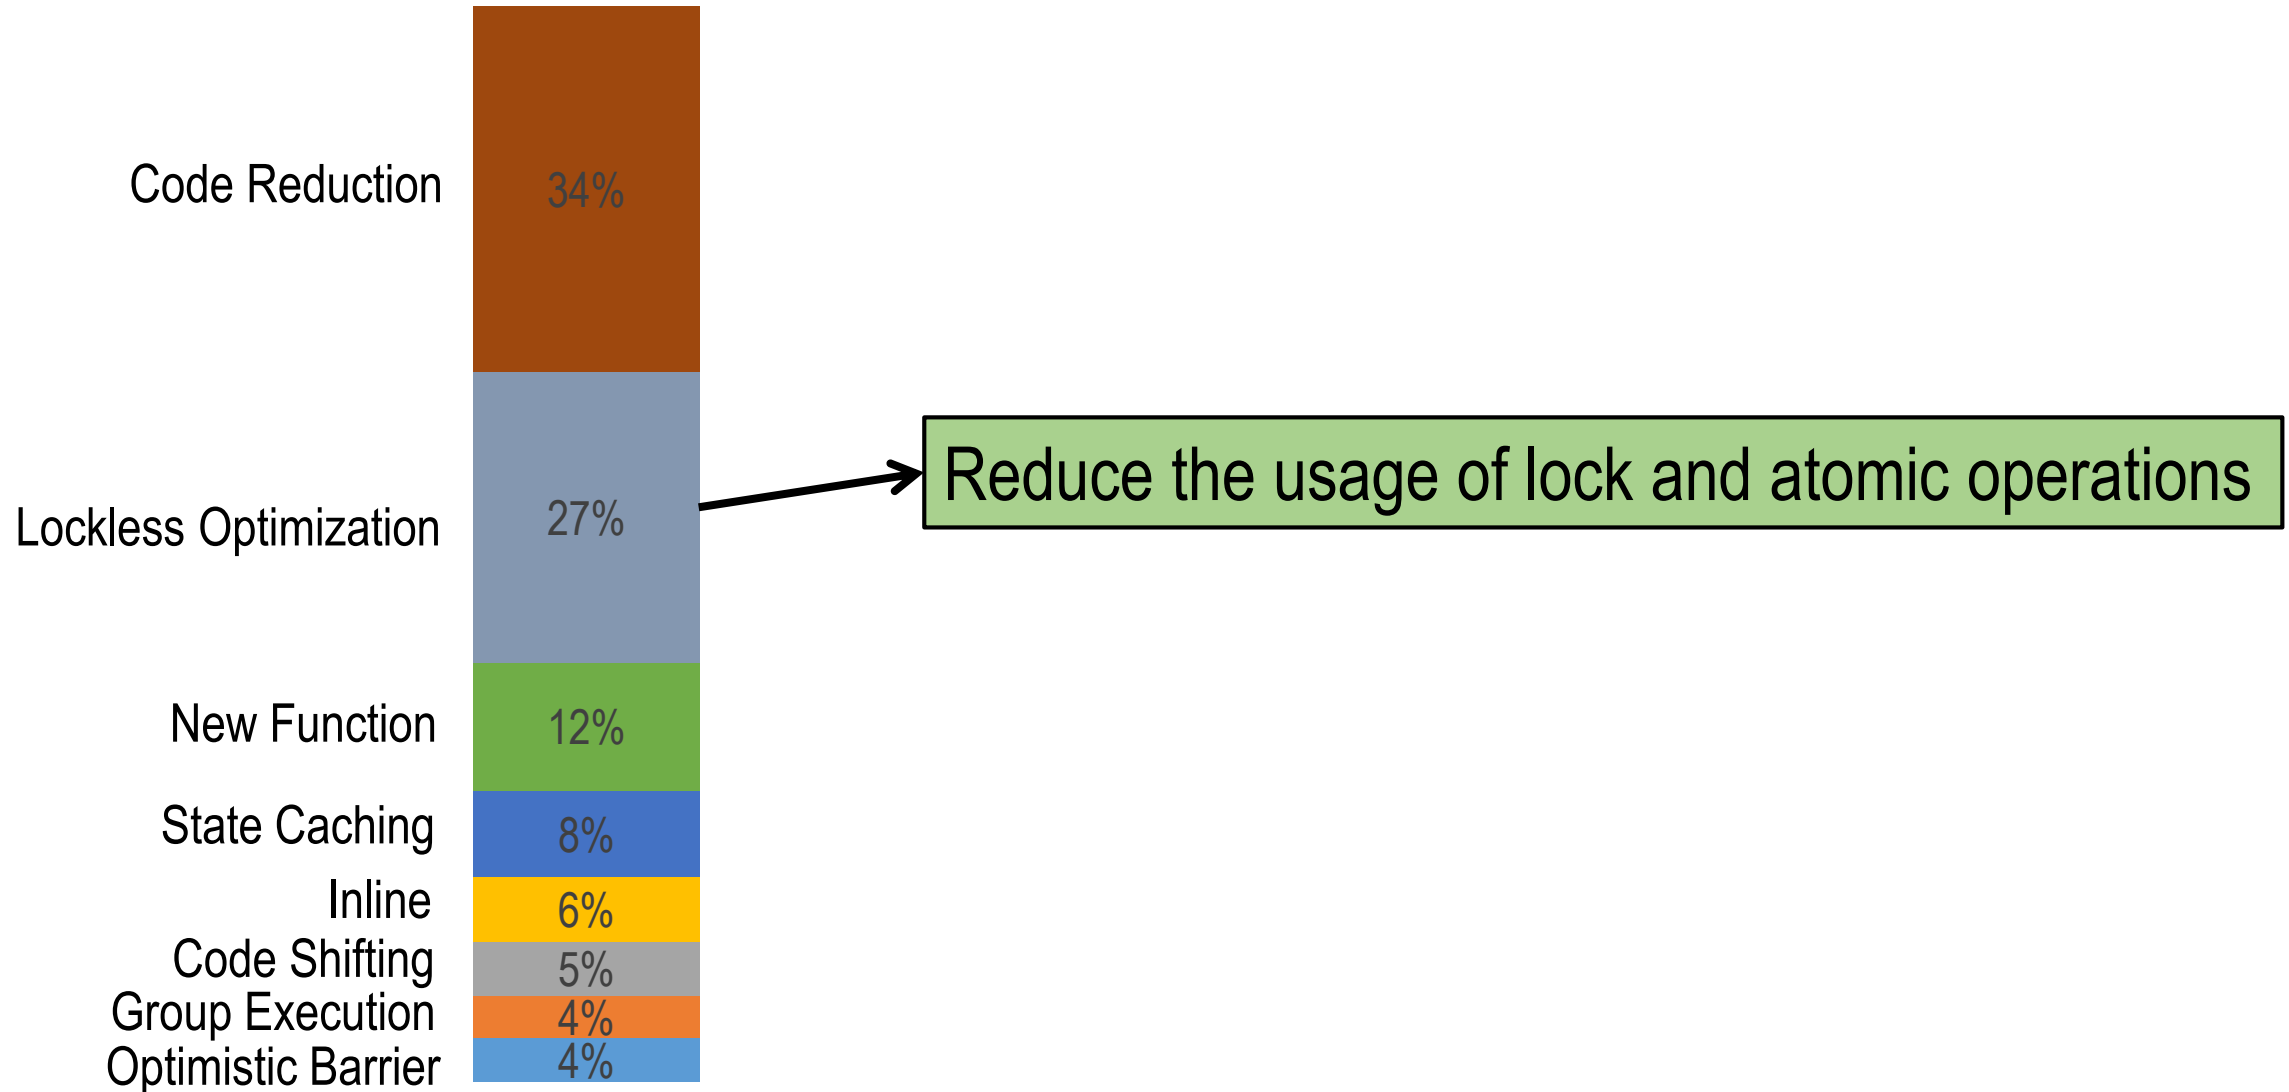 Code Reduction
34%
Lockless Optimization
27%
Reduce the usage of lock and atomic operations
New Function
12%
State Caching
8%
Inline
6%
Code Shifting
5%
Group Execution
4%
Optimistic Barrier
4%